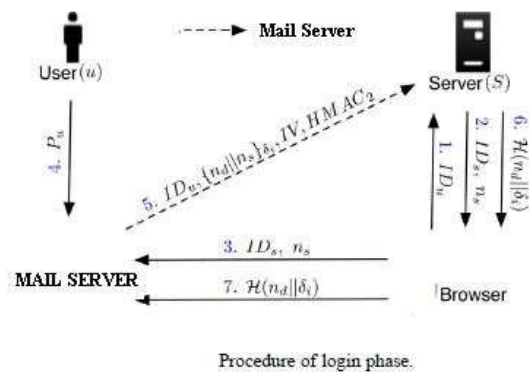 Mail Server
User(u)
Server(S)
4. P_u
5. ID_u, {n_d||n_s}_{δ_i}, IV, HMAC_2
1. ID_u
2. ID_s, n_s
6. H(n_d||δ_i)
3. ID_s, n_s
MAIL SERVER
7. H(n_d||δ_i)
Browser
Procedure of login phase.